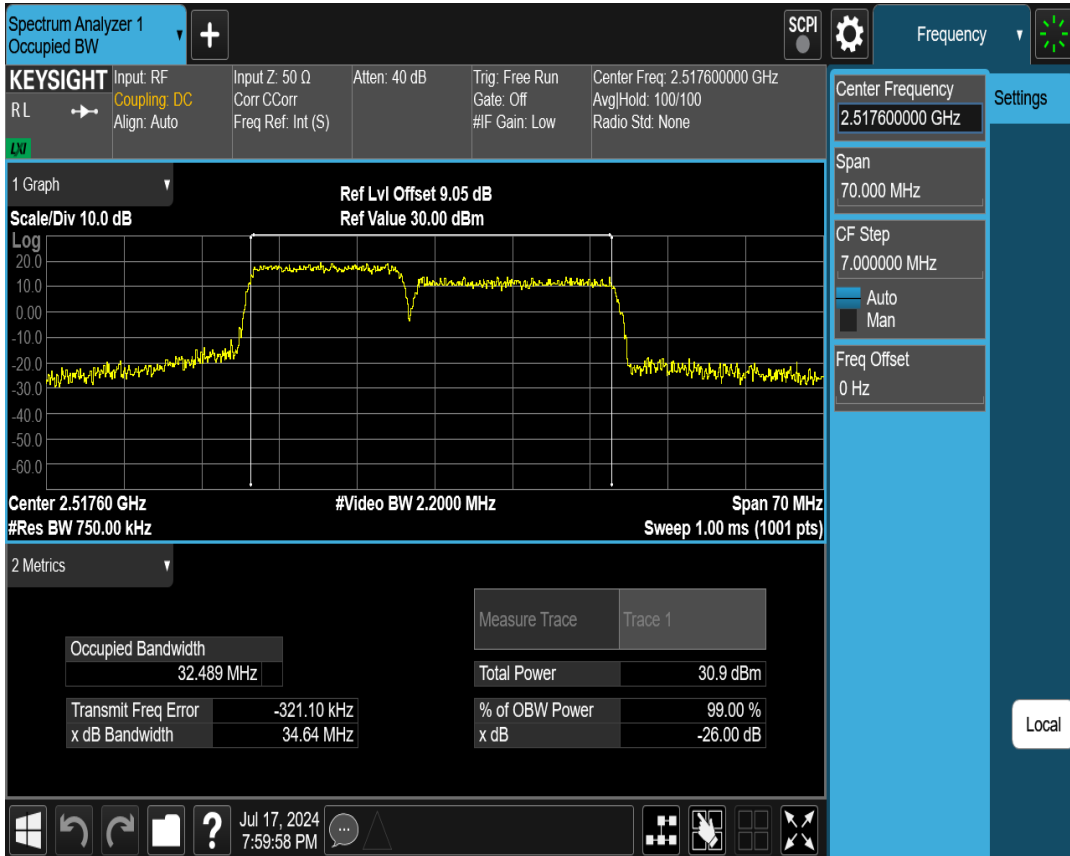 Spectrum Analyzer 1
Occupied BW
+
SCPI
Frequency
KEYSIGHT
RL
LXI
Input: RF
Coupling: DC
Align: Auto
Input Z: 50 Ω
Corr CCorr
Freq Ref: Int (S)
Atten: 40 dB
Trig: Free Run
Gate: Off
#IF Gain: Low
Center Freq: 2.517600000 GHz
Avg|Hold: 100/100
Radio Std: None
Center Frequency
2.517600000 GHz
Settings
Span
70.000 MHz
CF Step
7.000000 MHz
Auto
Man
Freq Offset
0 Hz
Local
1 Graph
Ref Lvl Offset 9.05 dB
Scale/Div 10.0 dB
Ref Value 30.00 dBm
Log
20.0
10.0
0.00
-10.0
-20.0
-30.0
-40.0
-50.0
-60.0
Center 2.51760 GHz
#Video BW 2.2000 MHz
Span 70 MHz
#Res BW 750.00 kHz
Sweep 1.00 ms (1001 pts)
2 Metrics
Measure Trace
Trace 1
Occupied Bandwidth
32.489 MHz
Total Power
30.9 dBm
Transmit Freq Error
-321.10 kHz
% of OBW Power
99.00 %
x dB Bandwidth
34.64 MHz
x dB
-26.00 dB
?
Jul 17, 2024
7:59:58 PM